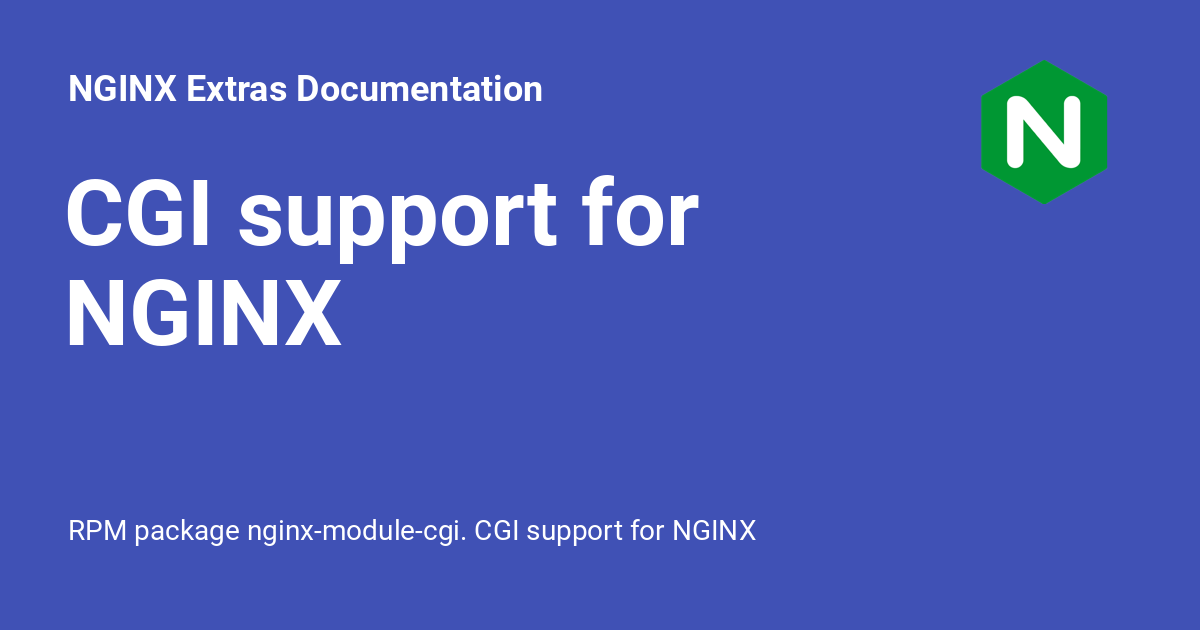 NGINX Extras Documentation
N
CGI support for
NGINX
RPM package nginx-module-cgi. CGI support for NGINX